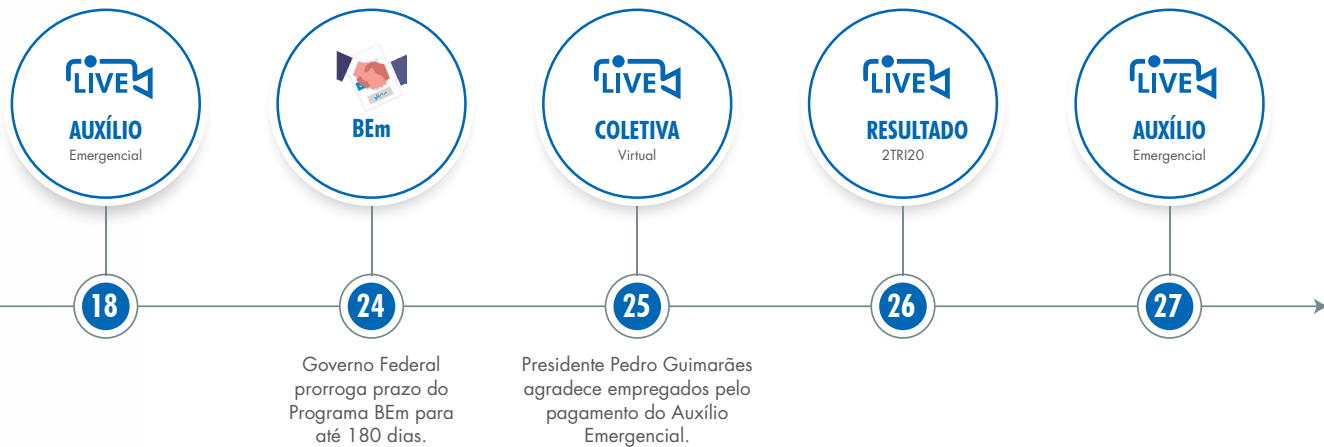 LIVE
AUXÍLIO
Emergencial
18
BEm
24
Governo Federal
prorroga prazo do
Programa BEm para
até 180 dias.
LIVE
COLETIVA
Virtual
25
Presidente Pedro Guimarães
agradece empregados pelo
pagamento do Auxílio
Emergencial.
LIVE
RESULTADO
2TRI20
26
LIVE
AUXÍLIO
Emergencial
27